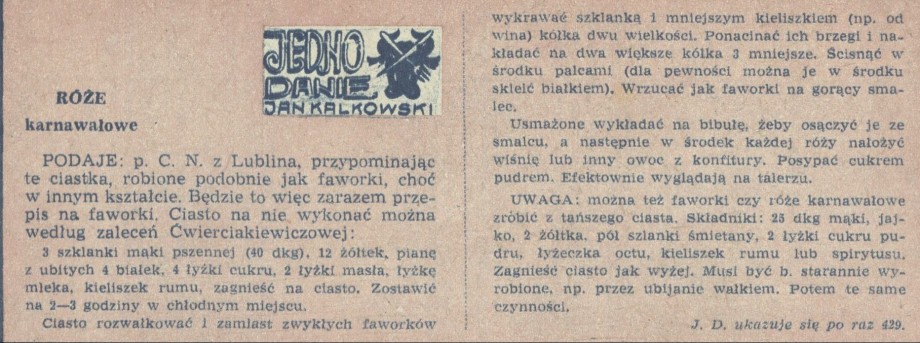 JEDNO
DANIE
JAN KALKOWSKI
RÓŻE
karnawałowe
PODAJE: p. C. N. z Lublina, przypominając
te ciastka, robione podobnie jak faworki, choć
w innym kształcie. Będzie to więc zarazem prze-
pis na faworki. Ciasto na nie wykonać można
według zaleceń Ćwierciakiewiczowej:
3 szklanki mąki pszennej (40 dkg), 12 żółtek, pianę
z ubitych 4 białek, 4 łyżki cukru, 2 łyżki masła, łyżkę
mleka, kieliszek rumu, zagnieść na ciasto. Zostawić
na 2—3 godziny w chłodnym miejscu.
Ciasto rozwałkować i zamiast zwykłych faworków
wykrawać szklanką i mniejszym kieliszkiem (np. od
wina) kółka dwu wielkości. Ponacinać ich brzegi i na-
kładać na dwa większe kółka 3 mniejsze. Ścisnąć w
środku palcami (dla pewności można je w środku
skleić białkiem). Wrzucać jak faworki na gorący sma-
lec.
Usmażone wykładać na bibułę, żeby osączyć je ze
smalcu, a następnie w środek każdej róży nałożyć
wiśnię lub inny owoc z konfitury. Posypać cukrem
pudrem. Efektownie wyglądają na talerzu.
UWAGA: można też faworki czy róże karnawałowe
zrobić z tańszego ciasta. Składniki: 25 dkg mąki, jaj-
ko, 2 żółtka, pół szlanki śmietany, 2 łyżki cukru pu-
dru, łyżeczka octu, kieliszek rumu lub spirytusu.
Zagnieść ciasto jak wyżej. Musi być b. starannie wy-
robione, np. przez ubijanie wałkiem. Potem te same
czynności.
J. D. ukazuje się po raz 429.